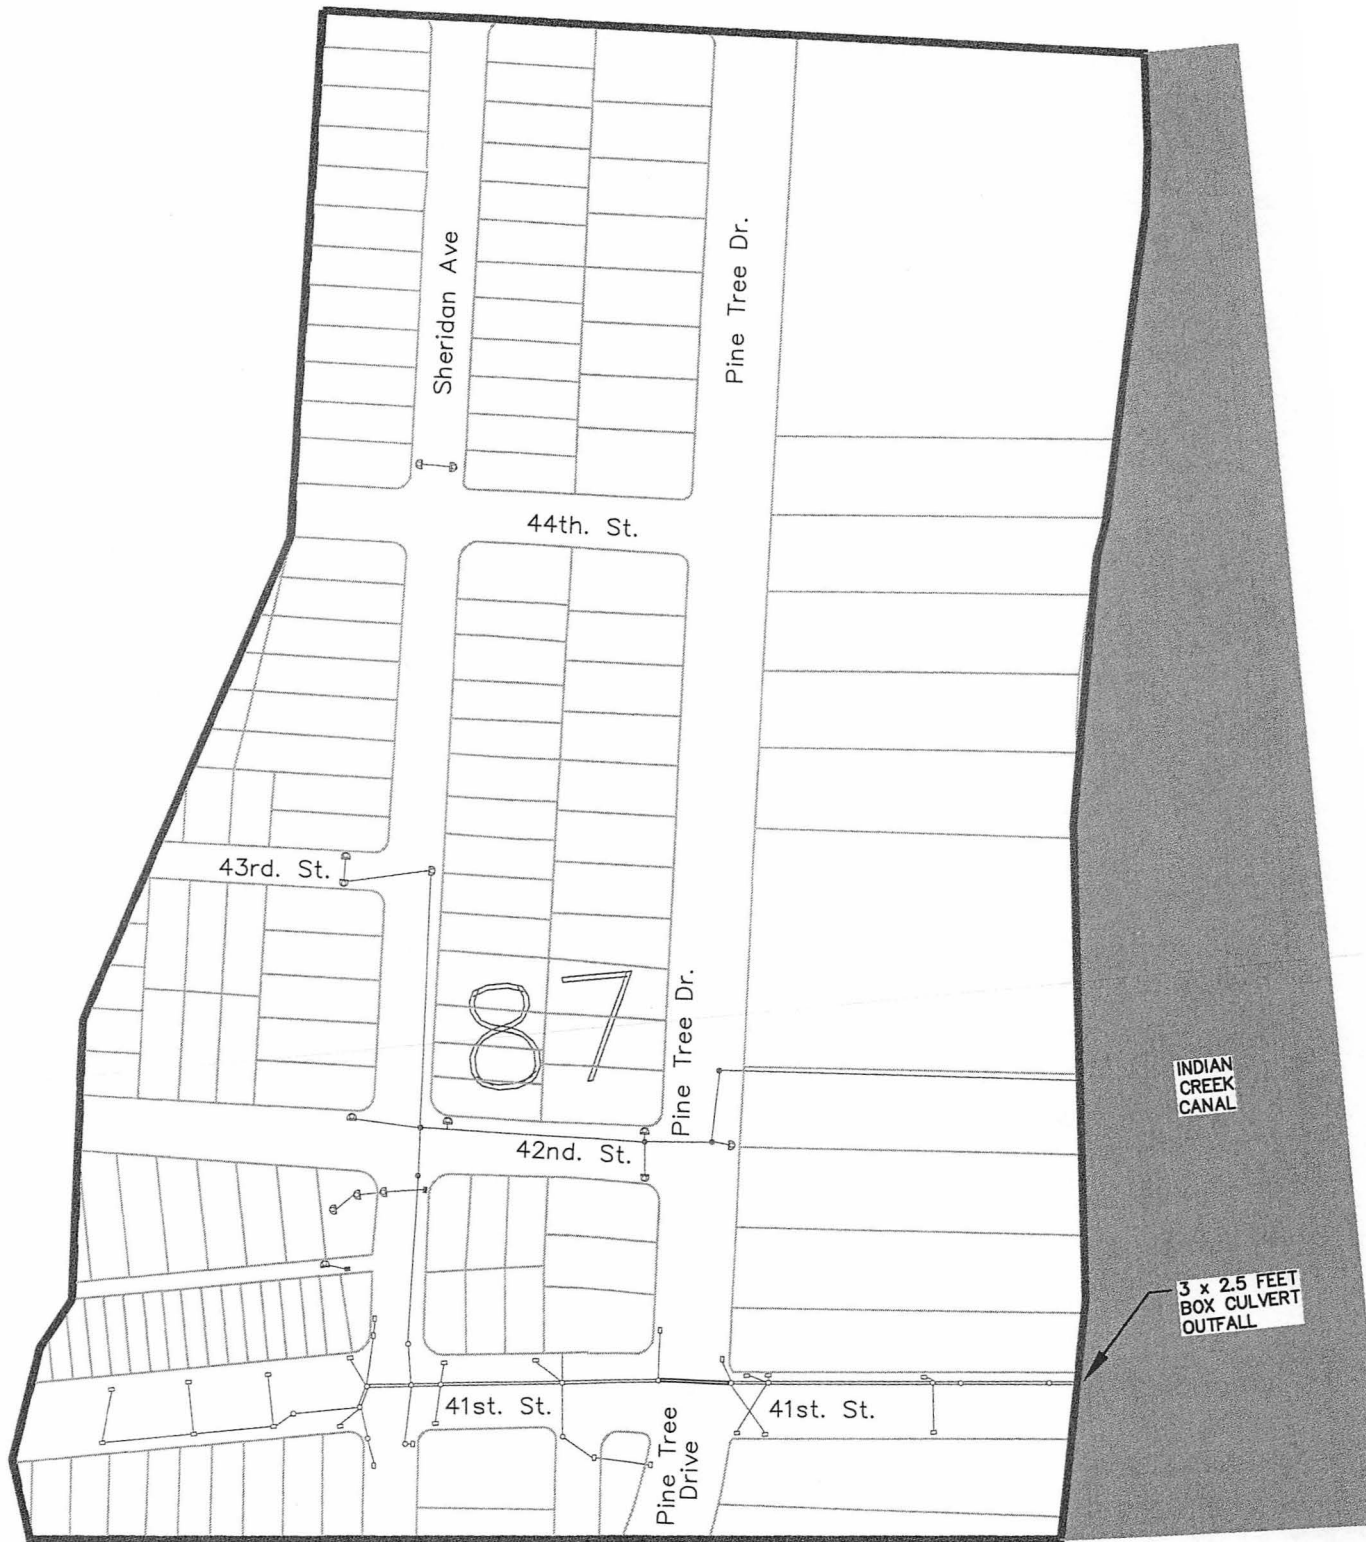 Sheridan Ave
Pine Tree Dr.
44th. St.
43rd. St.
87
Pine Tree Dr.
42nd. St.
INDIAN
CREEK
CANAL
3 x 2.5 FEET
BOX CULVERT
OUTFALL
41st. St.
41st. St.
Pine Tree
Drive